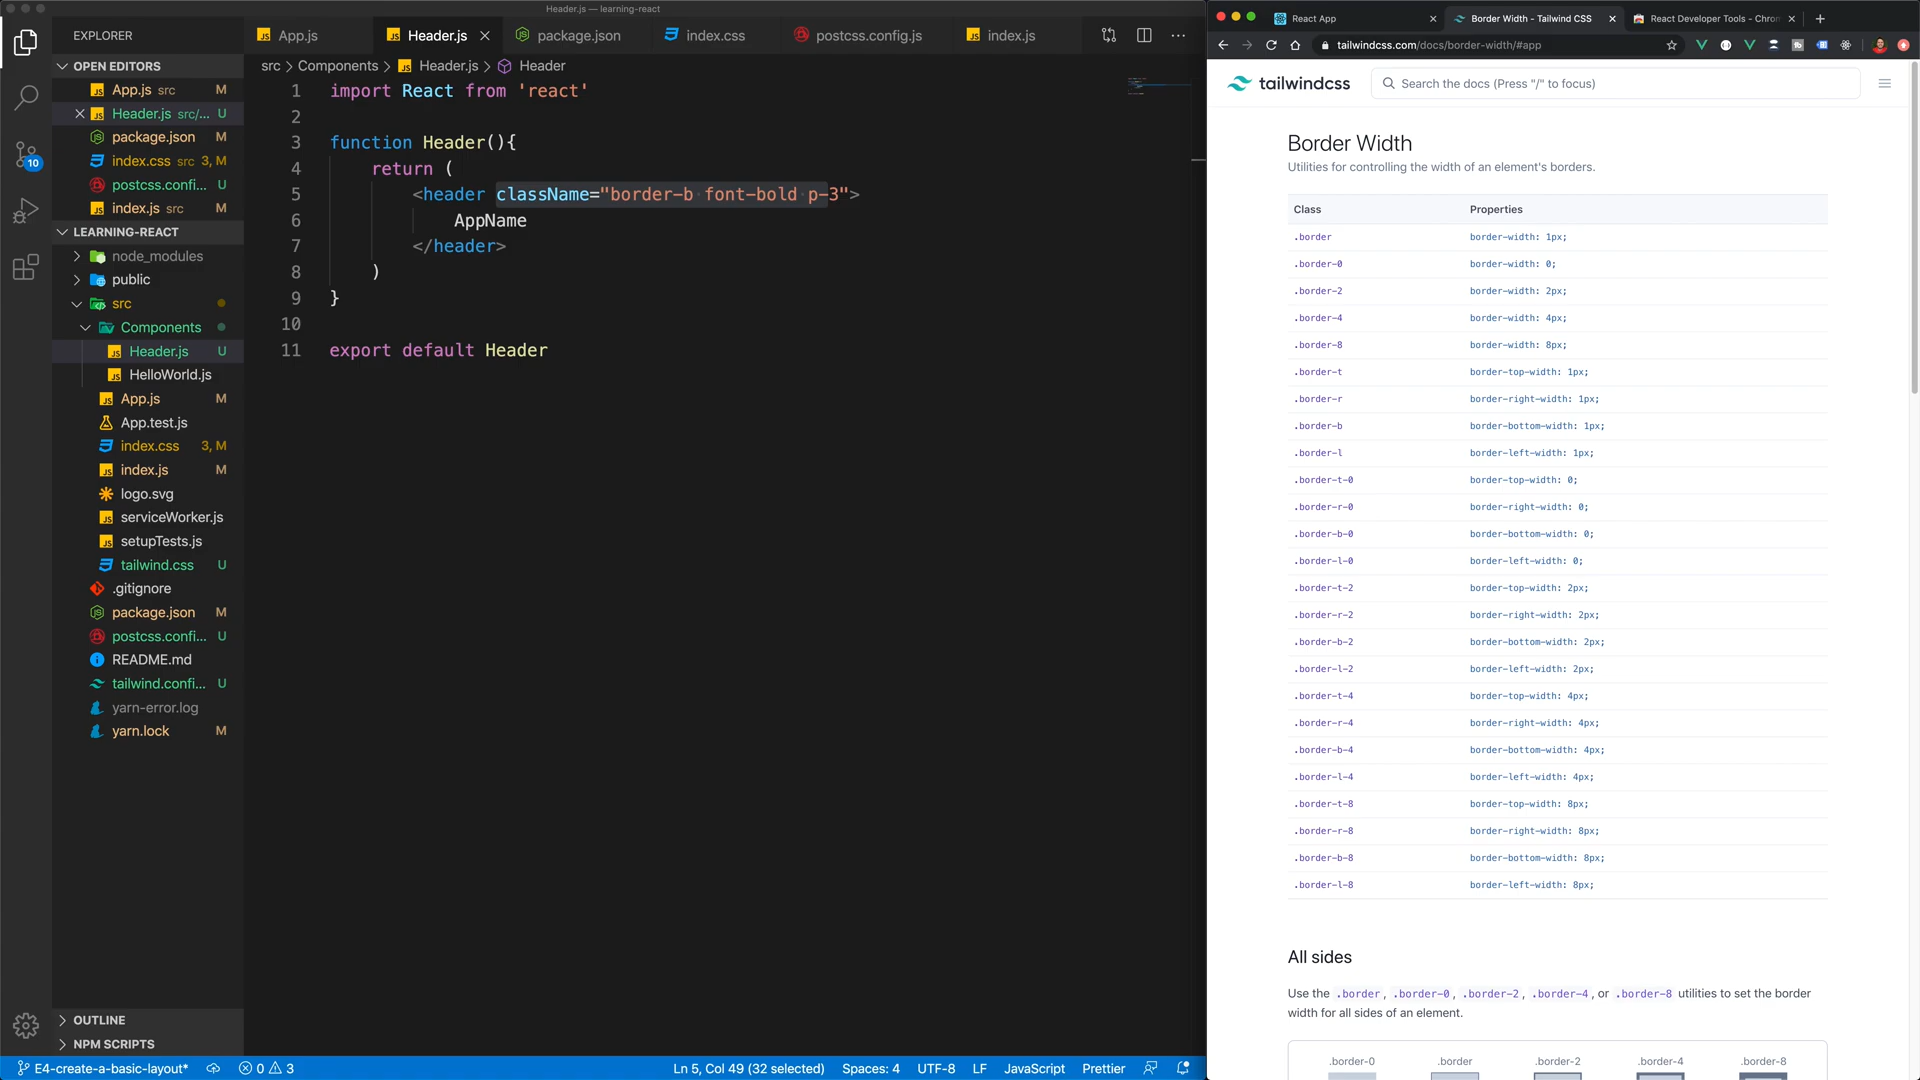 Header.js — learning-react
EXPLORER
OPEN EDITORS
App.js src M
Header.js src/... U
package.json M
index.css src 3, M
postcss.confi... U
index.js src M
LEARNING-REACT
node_modules
public
src
Components
Header.js U
HelloWorld.js
App.js M
App.test.js
index.css 3, M
index.js M
logo.svg
serviceWorker.js
setupTests.js
tailwind.css U
.gitignore
package.json M
postcss.confi... U
README.md
tailwind.confi... U
yarn-error.log
yarn.lock M
OUTLINE
NPM SCRIPTS
10
App.js
Header.js
package.json
index.css
postcss.config.js
index.js
src > Components > Header.js > Header
1 import React from 'react'
2
3 function Header(){
4 return (
5 <header className="border-b font-bold p-3">
6 AppName
7 </header>
8 )
9 }
10
11 export default Header
E4-create-a-basic-layout*
0 3
Ln 5, Col 49 (32 selected)
Spaces: 4
UTF-8
LF
JavaScript
Prettier
React App
Border Width - Tailwind CSS
React Developer Tools - Chron
tailwindcss.com/docs/border-width/#app
tailwindcss
Search the docs (Press "/" to focus)
Border Width
Utilities for controlling the width of an element's borders.
Class Properties
.border border-width: 1px;
.border-0 border-width: 0;
.border-2 border-width: 2px;
.border-4 border-width: 4px;
.border-8 border-width: 8px;
.border-t border-top-width: 1px;
.border-r border-right-width: 1px;
.border-b border-bottom-width: 1px;
.border-l border-left-width: 1px;
.border-t-0 border-top-width: 0;
.border-r-0 border-right-width: 0;
.border-b-0 border-bottom-width: 0;
.border-l-0 border-left-width: 0;
.border-t-2 border-top-width: 2px;
.border-r-2 border-right-width: 2px;
.border-b-2 border-bottom-width: 2px;
.border-l-2 border-left-width: 2px;
.border-t-4 border-top-width: 4px;
.border-r-4 border-right-width: 4px;
.border-b-4 border-bottom-width: 4px;
.border-l-4 border-left-width: 4px;
.border-t-8 border-top-width: 8px;
.border-r-8 border-right-width: 8px;
.border-b-8 border-bottom-width: 8px;
.border-l-8 border-left-width: 8px;
All sides
Use the .border, .border-0, .border-2, .border-4, or .border-8 utilities to set the border
width for all sides of an element.
.border-0 .border .border-2 .border-4 .border-8